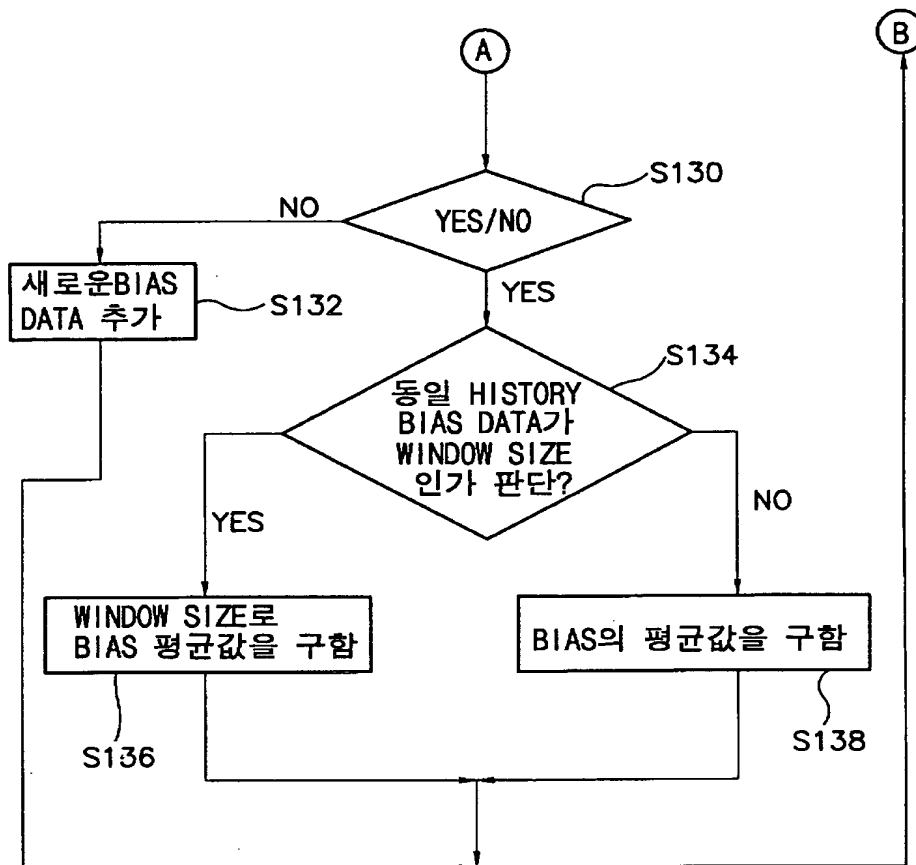 A
B
S130
NO
YES/NO
새로운BIAS
DATA 추가
S132
YES
S134
동일 HISTORY
BIAS DATA가
WINDOW SIZE
인가 판단?
YES
NO
WINDOW SIZE로
BIAS 평균값을 구함
BIAS의 평균값을 구함
S136
S138